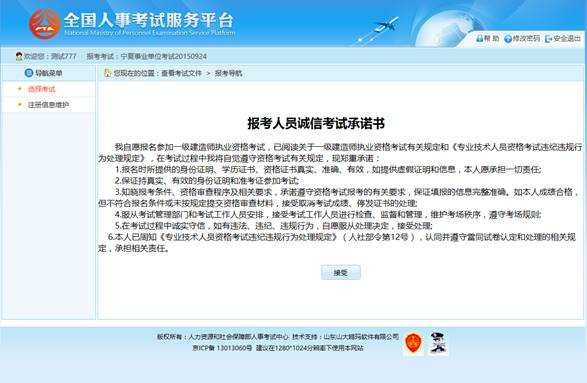 全国人事考试服务平台
National Ministry of Personnel Examination Service Platform
帮 助 修改密码 安全退出
欢迎您：测试777 报考考试：宁夏事业单位考试20150924
导航菜单
您现在的位置：查看考试文件 > 报考导航
选择考试
注册信息维护
报考人员诚信考试承诺书
我自愿报名参加一级建造师执业资格考试，已阅读关于一级建造师执业资格考试有关规定和《专业技术人员资格考试违纪违规行
为处理规定》，在考试过程中我将自觉遵守资格考试有关规定，现郑重承诺：
1.报名时所提供的身份证明、学历证书、资格证书真实、准确、有效，如提供虚假证明和信息，本人愿承担一切责任;
2.保证持真实、有效的身份证明和准考证参加考试;
3.知晓报考条件、资格审查程序及相关要求，承诺遵守资格考试报考的有关要求，保证填报的信息完整准确。如本人成绩合格，
但不符合报名条件或未按规定提交资格审查材料，接受取消考试成绩、停发证书的处理;
4.服从考试管理部门和考试工作人员安排，接受考试工作人员进行检查、监督和管理，维护考场秩序，遵守考场规则;
5.在考试过程中诚实守信，如有违法、违纪、违规行为，自愿服从处理决定，接受处理;
6.本人已周知《专业技术人员资格考试违纪违规行为处理规定》（人社部令第12号），认同并遵守雷同试卷认定和处理的相关规
定，承担相关责任。
接受
版权所有：人力资源和社会保障部人事考试中心 技术支持：山东山大鸥玛软件有限公司
京ICP备 13013060号 建议在1280*1024分辨率下使用本网站